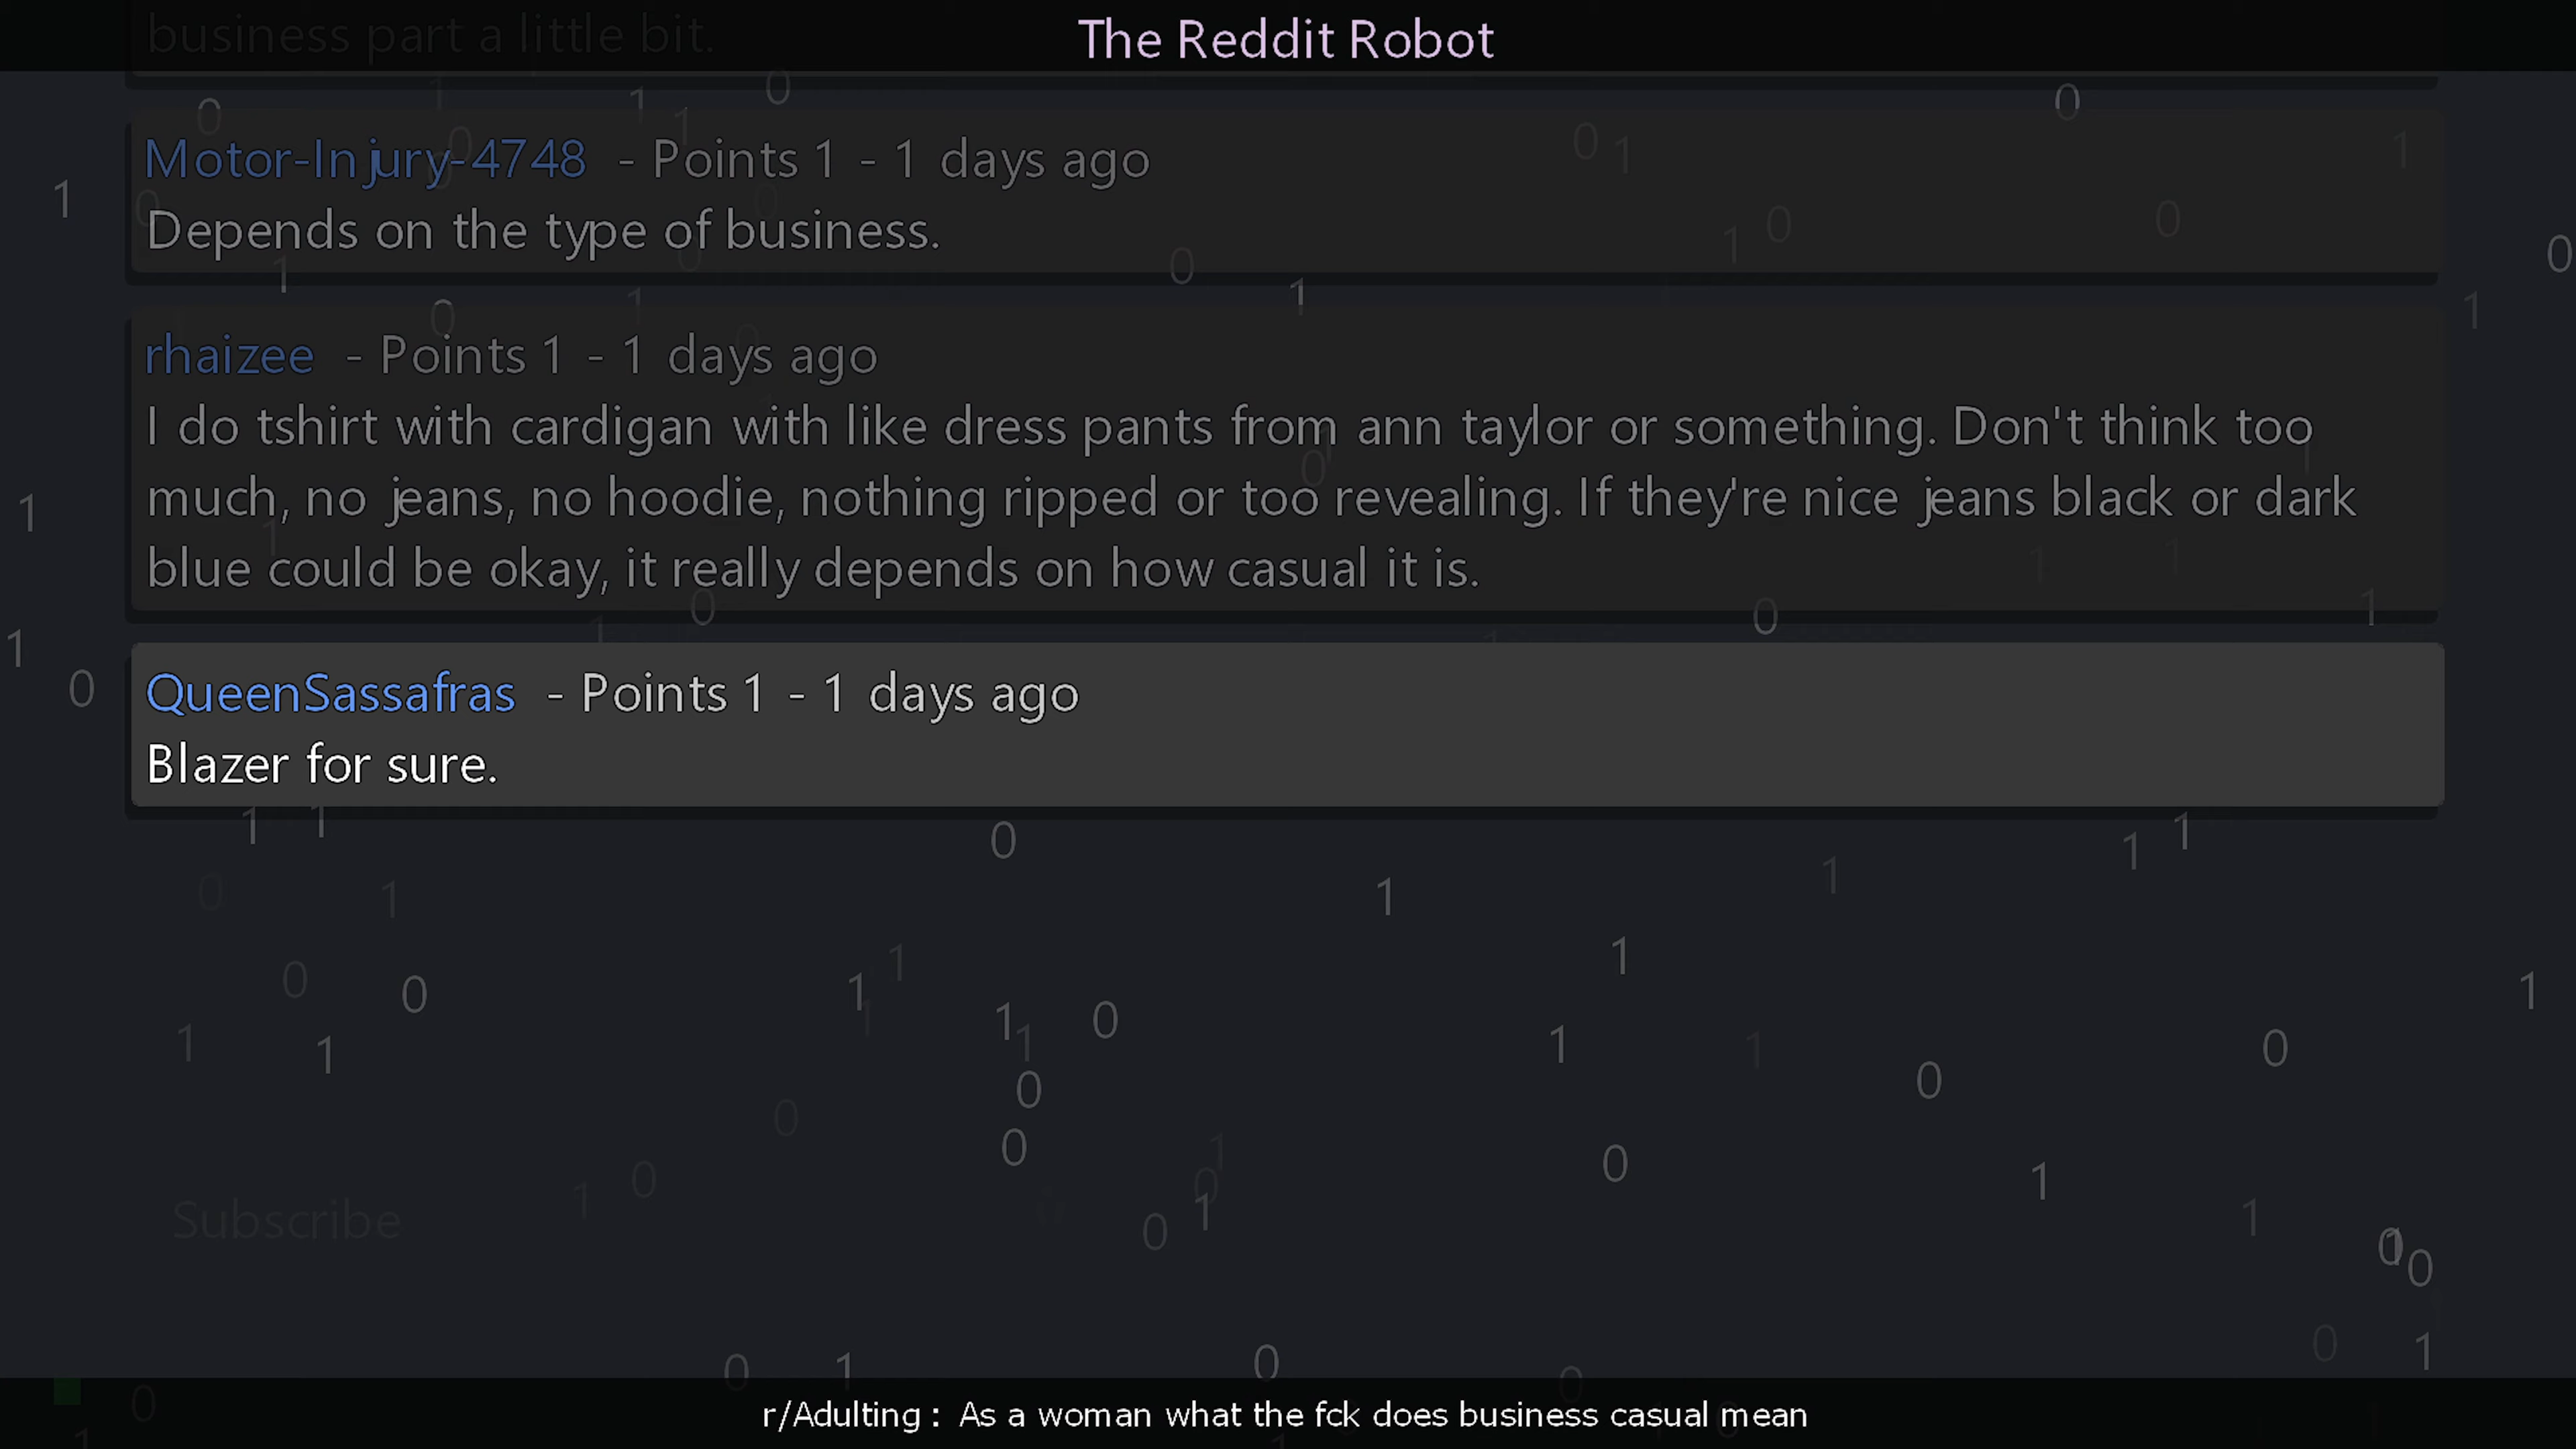 The Reddit Robot
business part a little bit.
Motor-Injury-4748 - Points 1 - 1 days ago
Depends on the type of business.
rhaizee - Points 1 - 1 days ago
I do tshirt with cardigan with like dress pants from ann taylor or something. Don't think too
much, no jeans, no hoodie, nothing ripped or too revealing. If they're nice jeans black or dark
blue could be okay, it really depends on how casual it is.
QueenSassafras - Points 1 - 1 days ago
Blazer for sure.
Subscribe
r/Adulting : As a woman what the fck does business casual mean